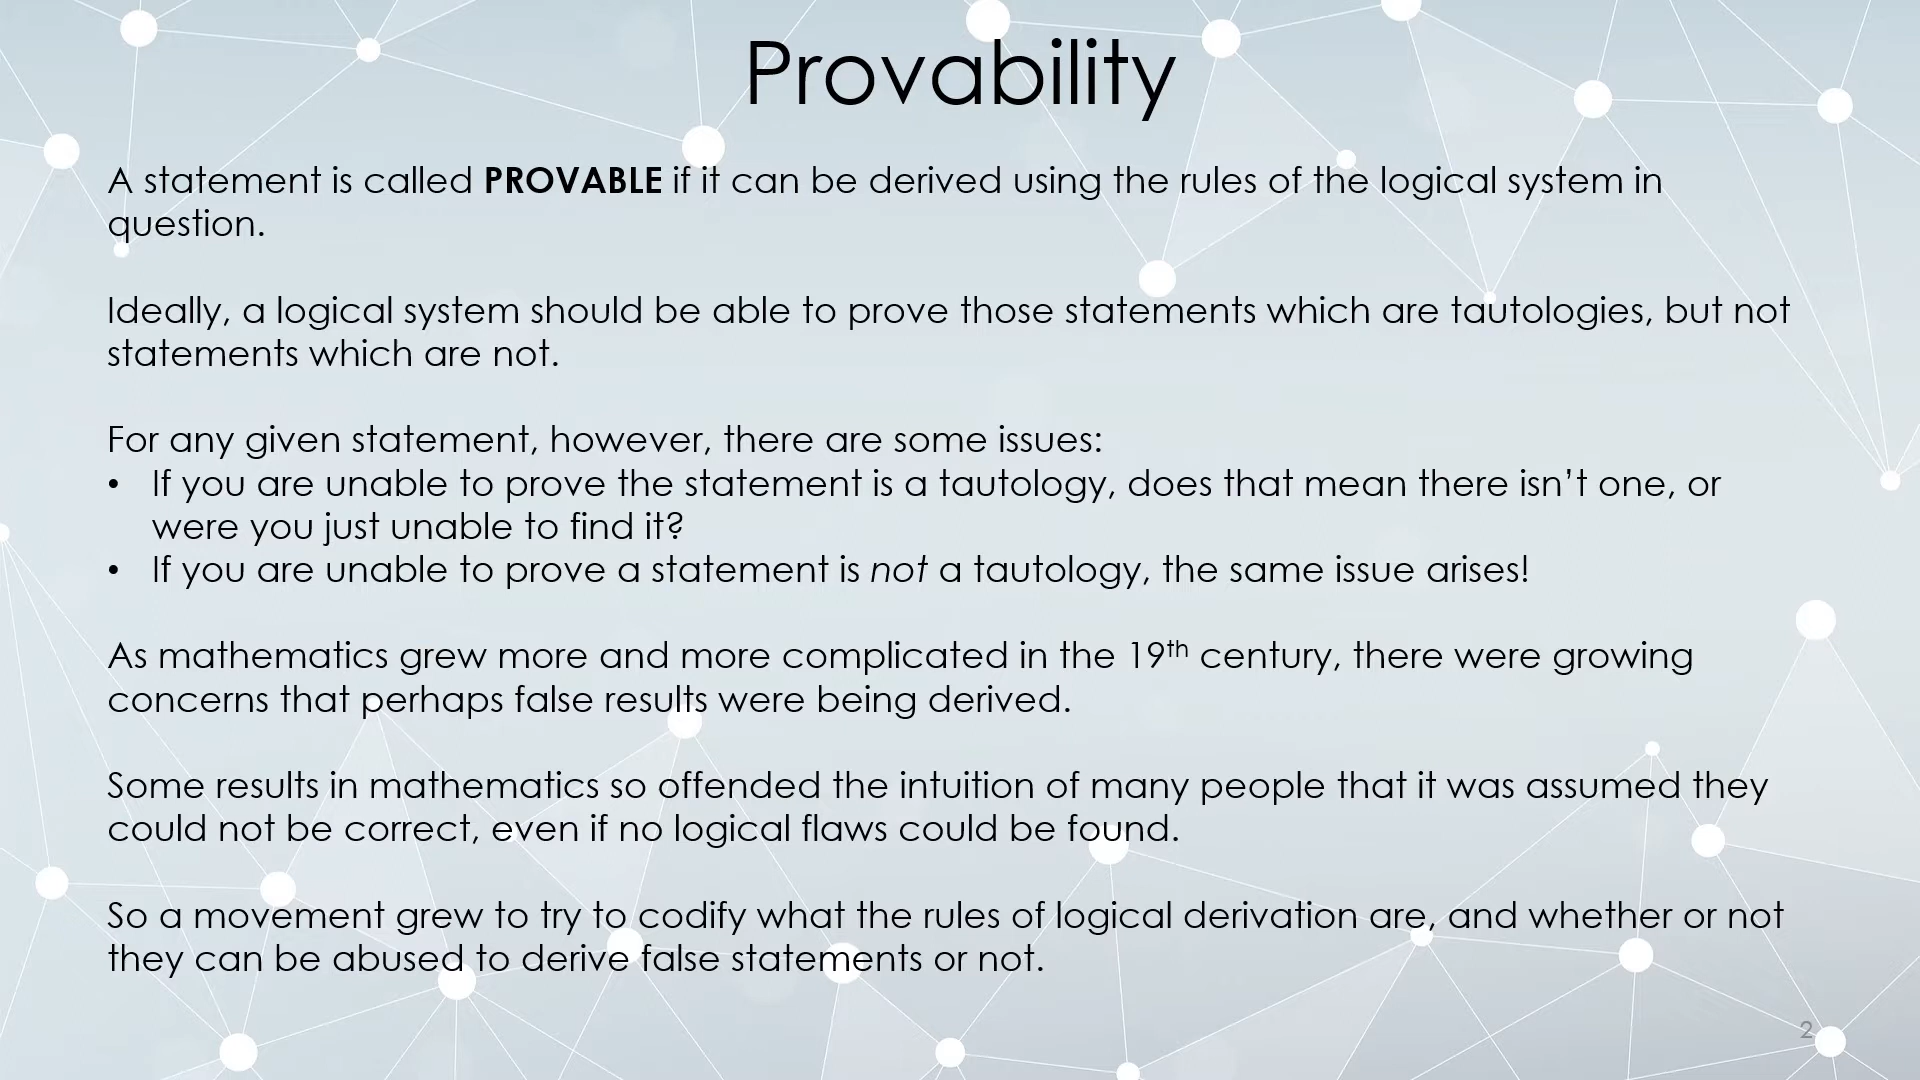 Provability
A statement is called PROVABLE if it can be derived using the rules of the logical system in
question.
Ideally, a logical system should be able to prove those statements which are tautologies, but not
statements which are not.
For any given statement, however, there are some issues:
• If you are unable to prove the statement is a tautology, does that mean there isn’t one, or
were you just unable to find it?
• If you are unable to prove a statement is not a tautology, the same issue arises!
As mathematics grew more and more complicated in the 19th century, there were growing
concerns that perhaps false results were being derived.
Some results in mathematics so offended the intuition of many people that it was assumed they
could not be correct, even if no logical flaws could be found.
So a movement grew to try to codify what the rules of logical derivation are, and whether or not
they can be abused to derive false statements or not.
2